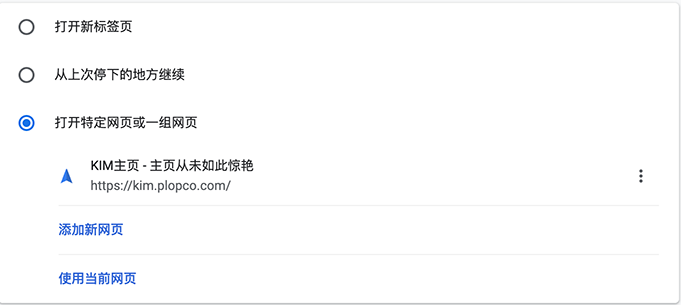 打开新标签页
从上次停下的地方继续
打开特定网页或一组网页
KIM主页 - 主页从未如此惊艳
https://kim.plopco.com/
添加新网页
使用当前网页